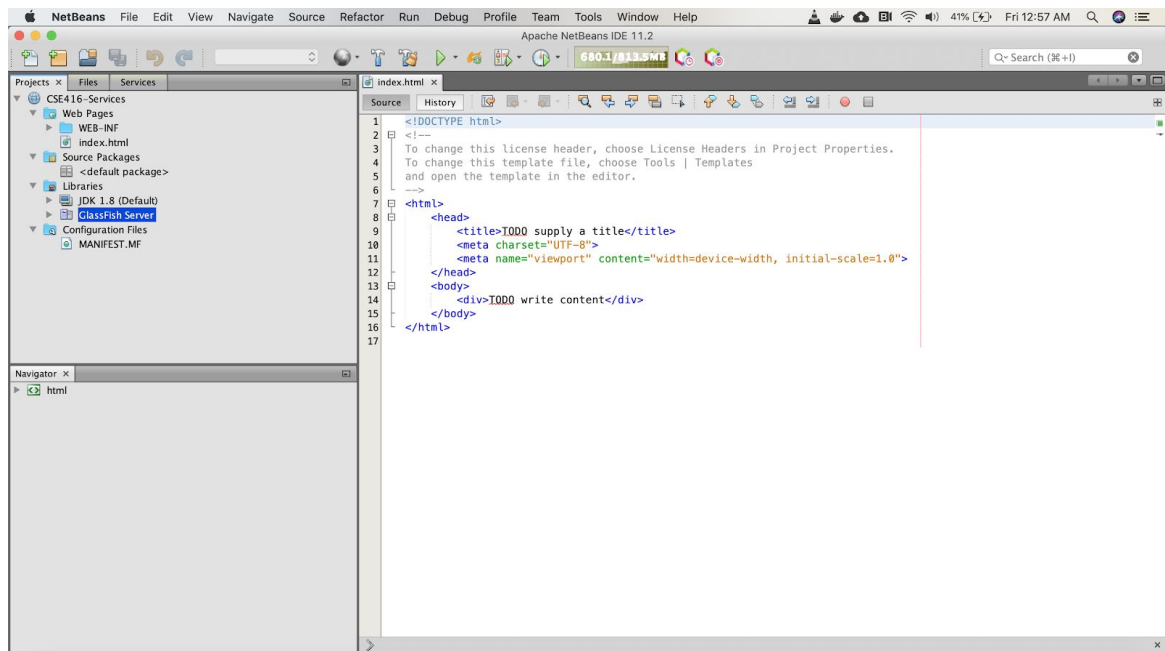 NetBeans File Edit View Navigate Source Refactor Run Debug Profile Team Tools Window Help 41% Fri 12:57 AM
Apache NetBeans IDE 11.2
680.1/813.5MB
Search (⌘+I)
Projects × Files Services
CSE416-Services
Web Pages
WEB-INF
index.html
Source Packages
<default package>
Libraries
JDK 1.8 (Default)
GlassFish Server
Configuration Files
MANIFEST.MF
Navigator ×
html
index.html ×
Source History
1 <!DOCTYPE html>
2 <!--
3 To change this license header, choose License Headers in Project Properties.
4 To change this template file, choose Tools | Templates
5 and open the template in the editor.
6 -->
7 <html>
8 <head>
9 <title>TODO supply a title</title>
10 <meta charset="UTF-8">
11 <meta name="viewport" content="width=device-width, initial-scale=1.0">
12 </head>
13 <body>
14 <div>TODO write content</div>
15 </body>
16 </html>
17